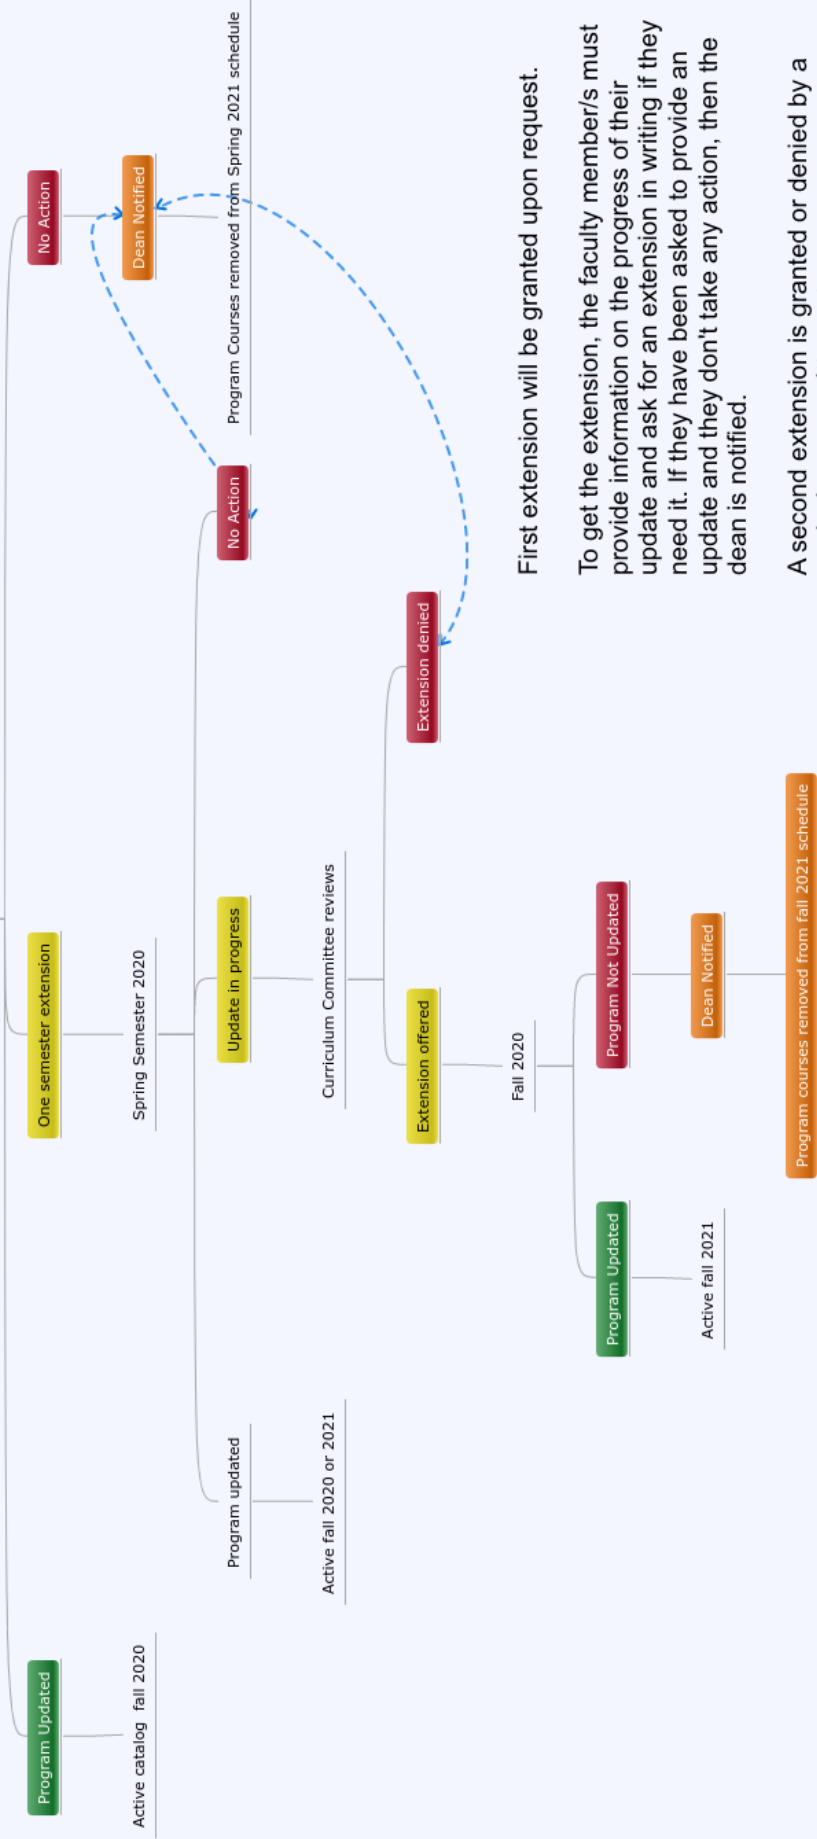 Program Updated
One semester extension
No Action
Active catalog fall 2020
Spring Semester 2020
Dean Notified
Program updated
Update in progress
No Action
Program Courses removed from Spring 2021 schedule
Active fall 2020 or 2021
Curriculum Committee reviews
Extension offered
Extension denied
Fall 2020
Program Updated
Program Not Updated
Active fall 2021
Dean Notified
Program courses removed from fall 2021 schedule
First extension will be granted upon request.
To get the extension, the faculty member/s must
provide information on the progress of their
update and ask for an extension in writing if they
need it. If they have been asked to provide an
update and they don't take any action, then the
dean is notified.
A second extension is granted or denied by a